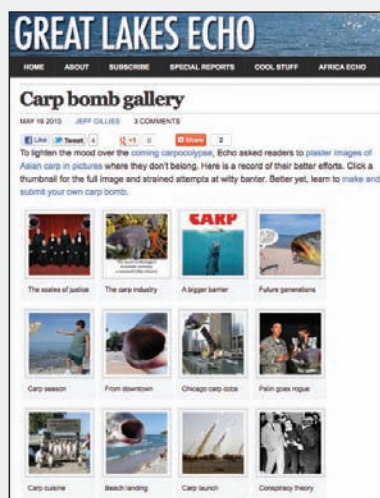 GREAT LAKES ECHO
HOME ABOUT SUBSCRIBE SPECIAL REPORTS COOL STUFF AFRICA ECHO
Carp bomb gallery
MAY 19 2010 JEFF GILLIES 3 COMMENTS
Like Tweet 4 +1 0 Share 2
To lighten the mood over the coming carpocolypse, Echo asked readers to plaster images of
Asian carp in pictures where they don't belong. Here is a record of their better efforts. Click a
thumbnail for the full image and strained attempts at witty banter. Better yet, learn to make and
submit your own carp bomb.
CARP
The scales of justice The carp industry A bigger barrier Future generations
Carp season From downtown Chicago carp cobs Palin goes rogue
Carp cuisine Beach landing Carp launch Conspiracy theory